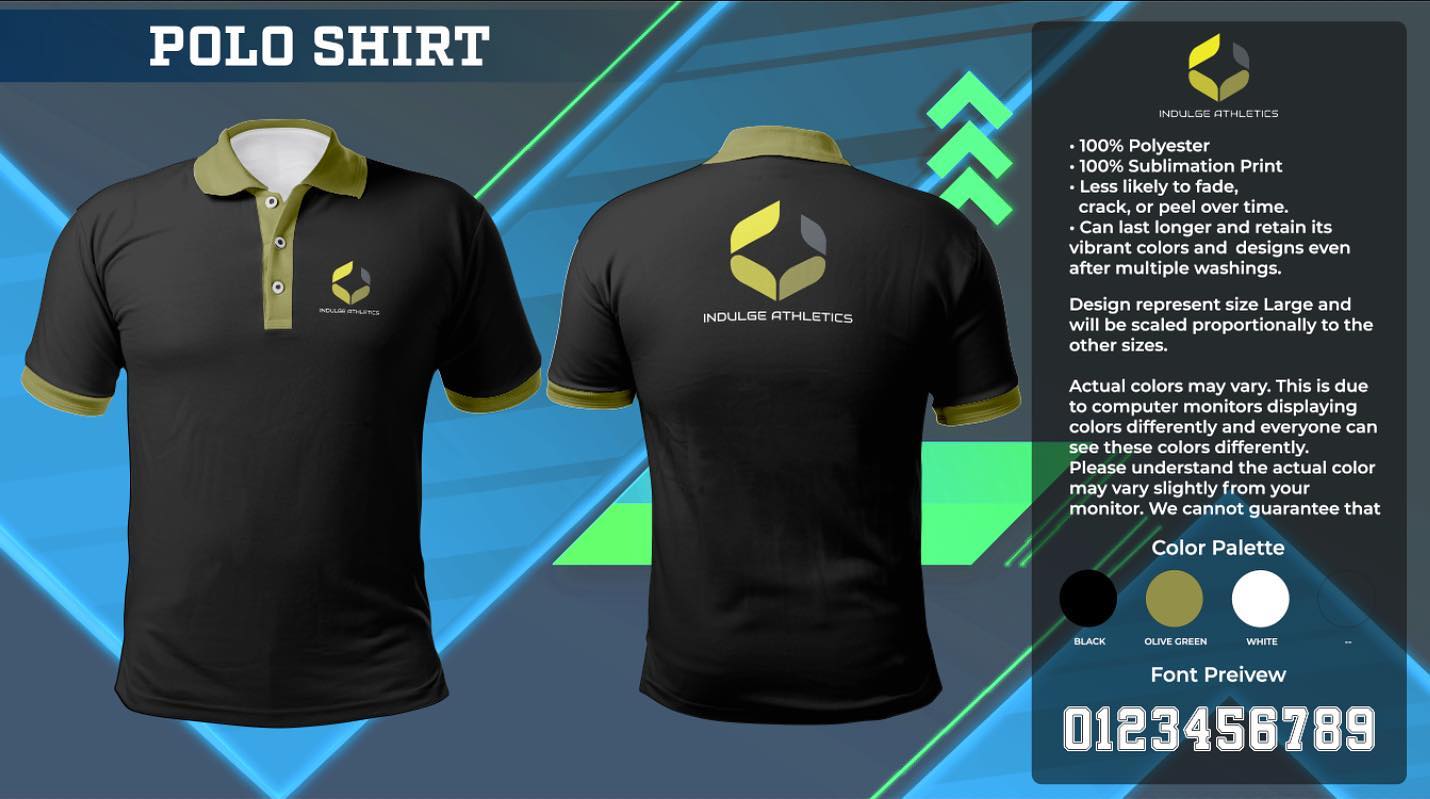 POLO SHIRT
INDULGE ATHLETICS
INDULGE ATHLETICS
INDULGE ATHLETICS
• 100% Polyester
• 100% Sublimation Print
• Less likely to fade,
crack, or peel over time.
• Can last longer and retain its
vibrant colors and designs even
after multiple washings.
Design represent size Large and
will be scaled proportionally to the
other sizes.
Actual colors may vary. This is due
to computer monitors displaying
colors differently and everyone can
see these colors differently.
Please understand the actual color
may vary slightly from your
monitor. We cannot guarantee that
Color Palette
BLACK OLIVE GREEN WHITE --
Font Preivew
0123456789